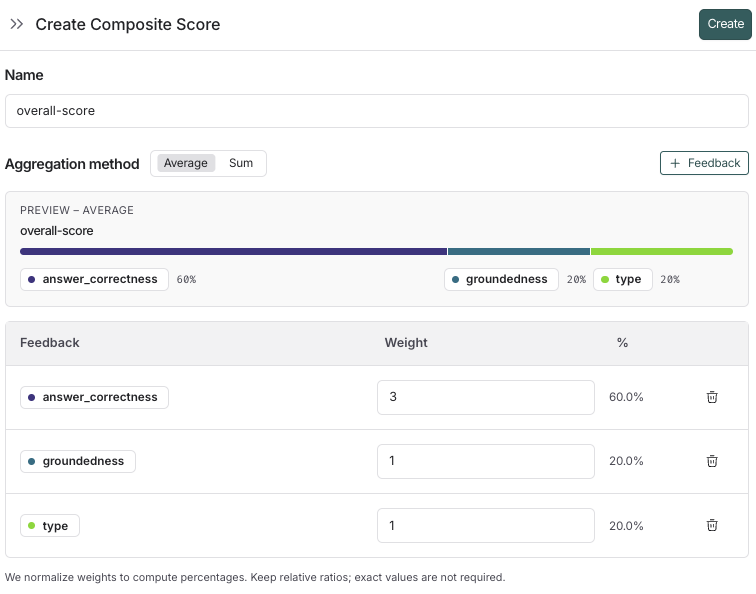 Create Composite Score
Create
Name
overall-score
Aggregation method
Average
Sum
+ Feedback
PREVIEW – AVERAGE
overall-score
answer_correctness 60%
groundedness 20%
type 20%
Feedback Weight %
answer_correctness 3 60.0%
groundedness 1 20.0%
type 1 20.0%
We normalize weights to compute percentages. Keep relative ratios; exact values are not required.